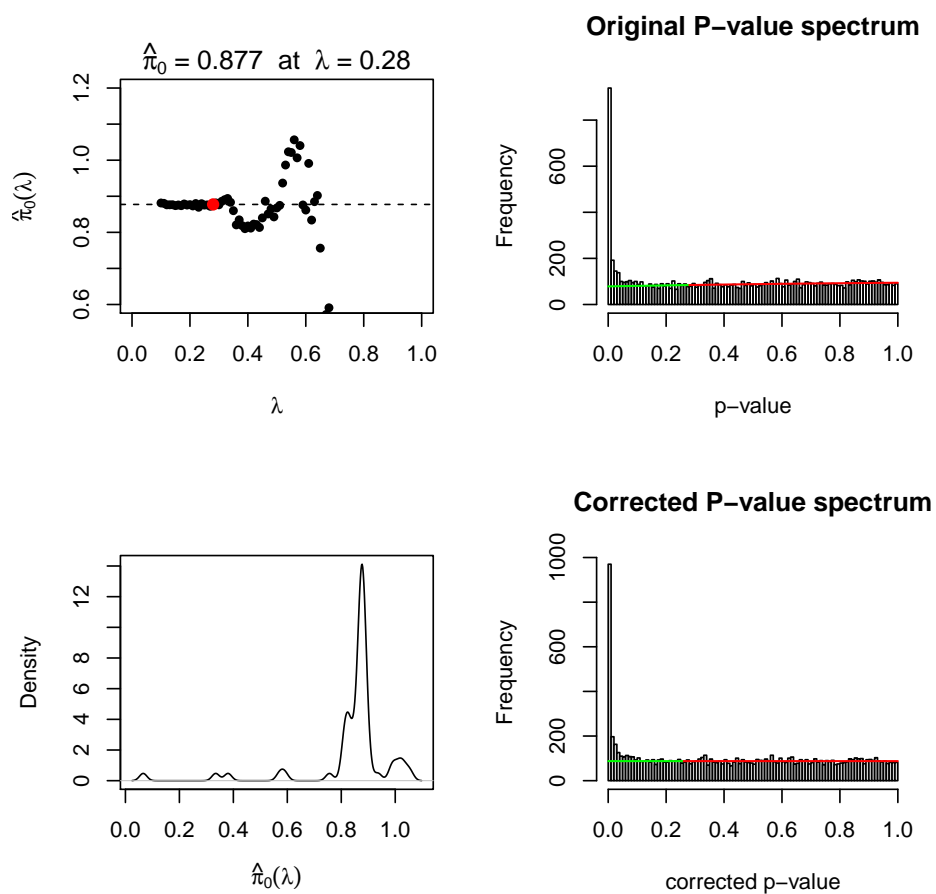 π̂₀ = 0.877 at λ = 0.28
π̂₀(λ)
1.2
1.0
0.8
0.6
0.0 0.2 0.4 0.6 0.8 1.0
λ
Original P−value spectrum
Frequency
600
200
0
0.0 0.2 0.4 0.6 0.8 1.0
p−value
Density
12
8
6
4
2
0
0.0 0.2 0.4 0.6 0.8 1.0
π̂₀(λ)
Corrected P−value spectrum
Frequency
1000
600
200
0
0.0 0.2 0.4 0.6 0.8 1.0
corrected p−value